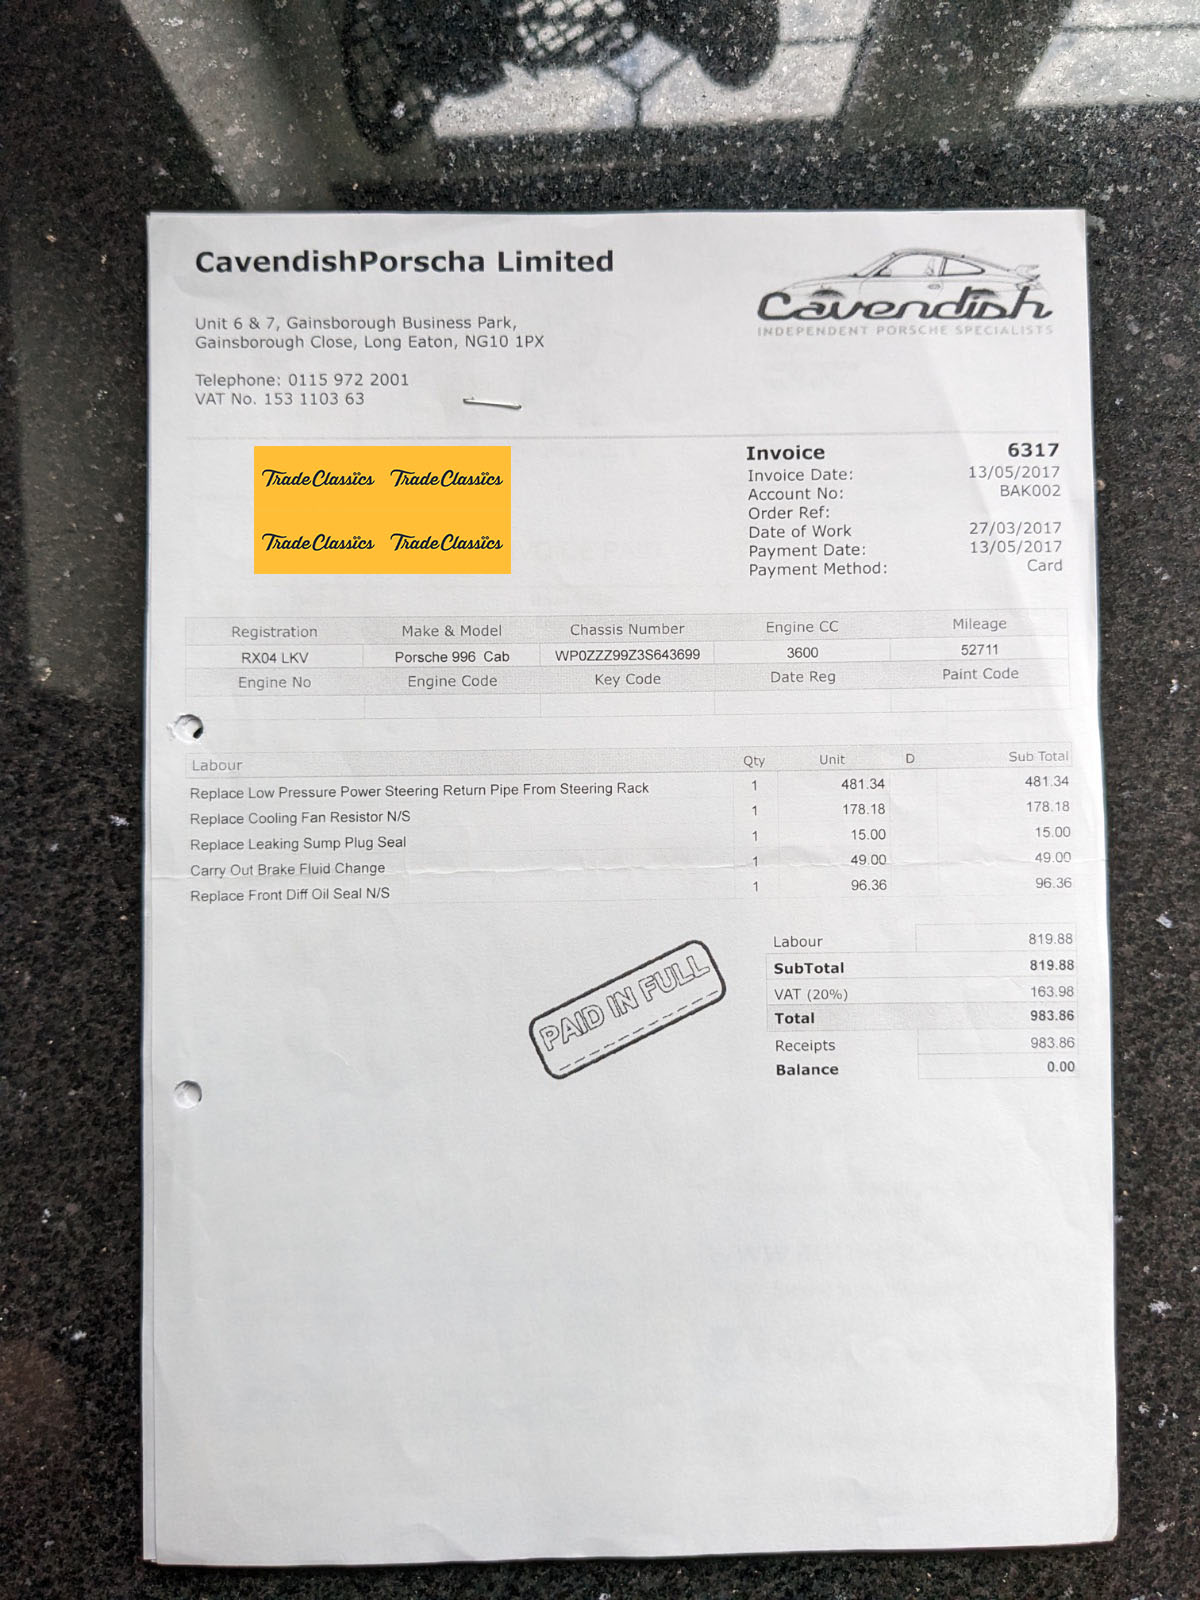 CavendishPorscha Limited
Cavendish
INDEPENDENT PORSCHE SPECIALISTS
Unit 6 & 7, Gainsborough Business Park,
Gainsborough Close, Long Eaton, NG10 1PX
Telephone: 0115 972 2001
VAT No. 153 1103 63
TradeClassics TradeClassics
TradeClassics TradeClassics
Invoice 6317
Invoice Date: 13/05/2017
Account No: BAK002
Order Ref:
Date of Work 27/03/2017
Payment Date: 13/05/2017
Payment Method: Card
Registration Make & Model Chassis Number Engine CC Mileage
RX04 LKV Porsche 996 Cab WP0ZZZ99Z3S643699 3600 52711
Engine No Engine Code Key Code Date Reg Paint Code
Labour Qty Unit D Sub Total
Replace Low Pressure Power Steering Return Pipe From Steering Rack 1 481.34 481.34
Replace Cooling Fan Resistor N/S 1 178.18 178.18
Replace Leaking Sump Plug Seal 1 15.00 15.00
Carry Out Brake Fluid Change 1 49.00 49.00
Replace Front Diff Oil Seal N/S 1 96.36 96.36
Labour 819.88
SubTotal 819.88
VAT (20%) 163.98
Total 983.86
Receipts 983.86
Balance 0.00
PAID IN FULL